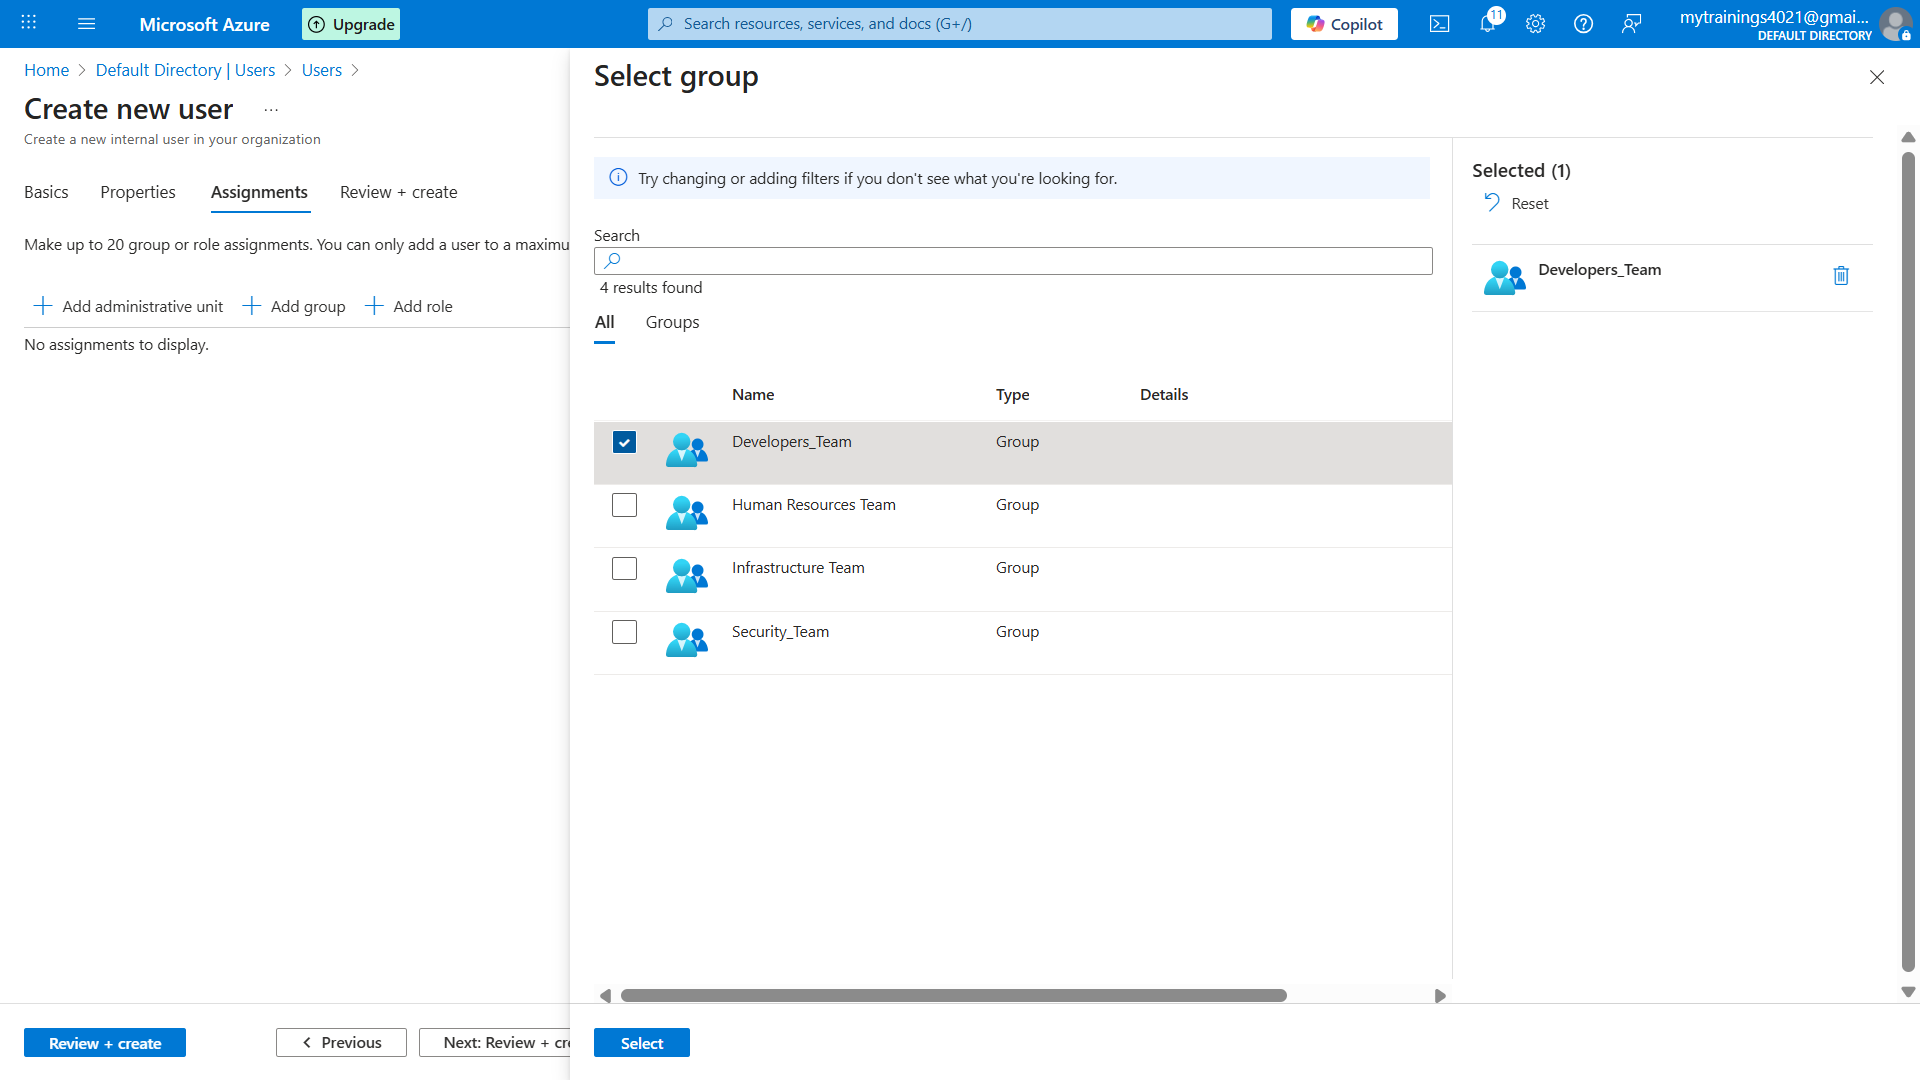 Microsoft Azure
Upgrade
Search resources, services, and docs (G+/)
Copilot
11
mytrainings4021@gmai...
DEFAULT DIRECTORY
Home > Default Directory | Users > Users >
Create new user ...
Create a new internal user in your organization
Basics Properties Assignments Review + create
Make up to 20 group or role assignments. You can only add a user to a maximu
Add administrative unit Add group Add role
No assignments to display.
Review + create
Previous
Next: Review + cre
Select group
Try changing or adding filters if you don't see what you're looking for.
Search
4 results found
All Groups
Name Type Details
Developers_Team Group
Human Resources Team Group
Infrastructure Team Group
Security_Team Group
Select
Selected (1)
Reset
Developers_Team